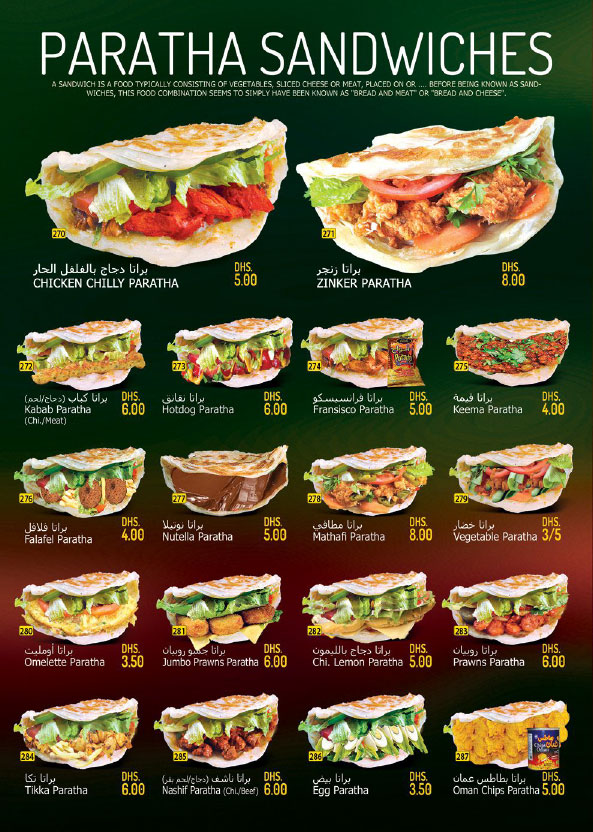 PARATHA SANDWICHES
A SANDWICH IS A FOOD TYPICALLY CONSISTING OF VEGETABLES, SLICED CHEESE OR MEAT, PLACED ON OR .... BEFORE BEING KNOWN AS SAND-
WICHES, THIS FOOD COMBINATION SEEMS TO SIMPLY HAVE BEEN KNOWN AS "BREAD AND MEAT" OR "BREAD AND CHEESE".
270
براتا دجاج بالفلفل الحار
CHICKEN CHILLY PARATHA
DHS.
5.00
271
براتا زنجر
ZINKER PARATHA
DHS.
8.00
272
براتا كباب (دجاج/لحم)
Kabab Paratha
(Chi./Meat)
DHS.
6.00
273
براتا نقانق
Hotdog Paratha
DHS.
6.00
274
براتا فرانسيسكو
Fransisco Paratha
DHS.
5.00
275
براتا قيمة
Keema Paratha
DHS.
4.00
276
براتا فلافل
Falafel Paratha
DHS.
4.00
277
براتا نوتيلا
Nutella Paratha
DHS.
5.00
278
براتا مطافي
Mathafi Paratha
DHS.
8.00
279
براتا خضار
Vegetable Paratha
DHS.
3/5
280
براتا أومليت
Omelette Paratha
DHS.
3.50
281
براتا جمبو روبيان
Jumbo Prawns Paratha
DHS.
6.00
282
براتا دجاج بالليمون
Chi. Lemon Paratha
DHS.
5.00
283
براتا روبيان
Prawns Paratha
DHS.
6.00
284
براتا تكا
Tikka Paratha
DHS.
6.00
285
براتا ناشف (دجاج/لحم بقر)
Nashif Paratha (Chi./Beef)
DHS.
6.00
286
براتا بيض
Egg Paratha
DHS.
3.50
287
براتا بطاطس عمان
Oman Chips Paratha
DHS.
5.00